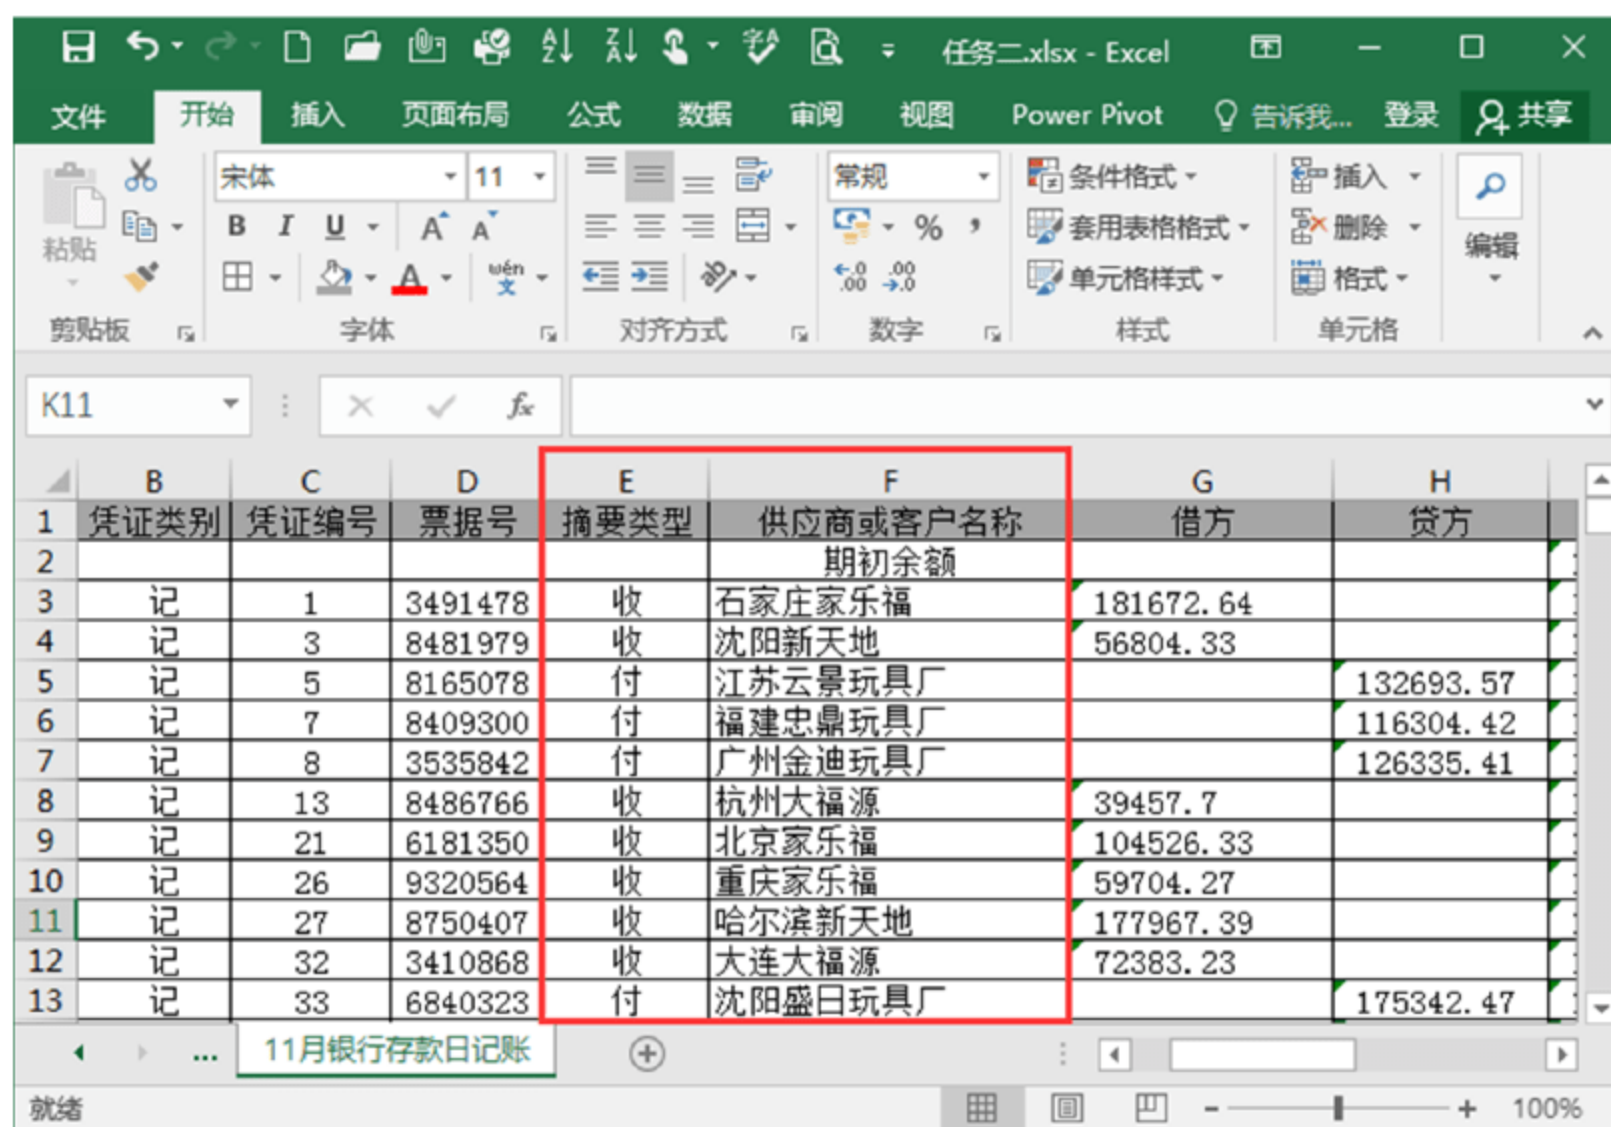 任务二.xlsx - Excel
文件 开始 插入 页面布局 公式 数据 审阅 视图 Power Pivot 告诉我... 登录 共享
宋体 11 常规 条件格式 插入
粘贴 B I U A A % , 套用表格格式 删除 编辑
A wén 文 .0 .00 .00 .0 单元格样式 格式
剪贴板 字体 对齐方式 数字 样式 单元格
K11 fx
B C D E F G H
1 凭证类别 凭证编号 票据号 摘要类型 供应商或客户名称 借方 贷方
2 期初余额
3 记 1 3491478 收 石家庄家乐福 181672.64
4 记 3 8481979 收 沈阳新天地 56804.33
5 记 5 8165078 付 江苏云景玩具厂 132693.57
6 记 7 8409300 付 福建忠鼎玩具厂 116304.42
7 记 8 3535842 付 广州金迪玩具厂 126335.41
8 记 13 8486766 收 杭州大福源 39457.7
9 记 21 6181350 收 北京家乐福 104526.33
10 记 26 9320564 收 重庆家乐福 59704.27
11 记 27 8750407 收 哈尔滨新天地 177967.39
12 记 32 3410868 收 大连大福源 72383.23
13 记 33 6840323 付 沈阳盛日玩具厂 175342.47
... 11月银行存款日记账
就绪 100%